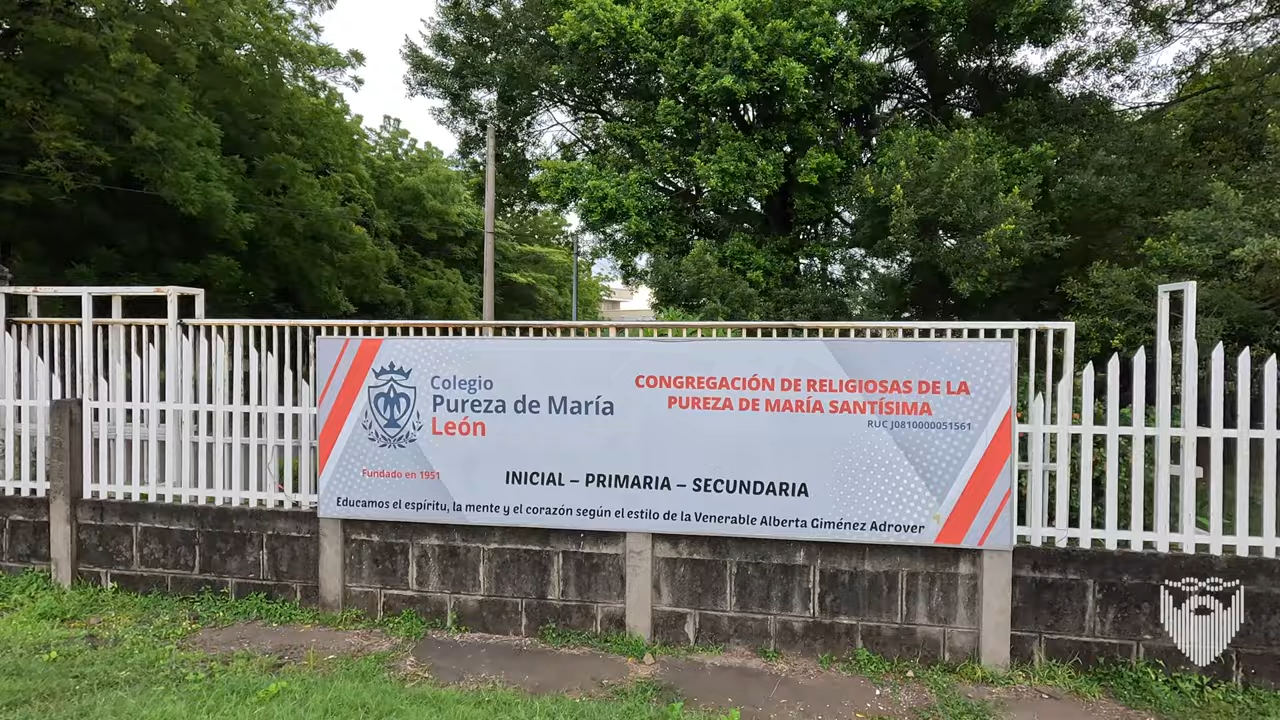 Colegio
Pureza de María
León
Fundado en 1951
CONGREGACIÓN DE RELIGIOSAS DE LA
PUREZA DE MARÍA SANTÍSIMA
RUC J0810000051561
INICIAL – PRIMARIA – SECUNDARIA
Educamos el espíritu, la mente y el corazón según el estilo de la Venerable Alberta Giménez Adrover